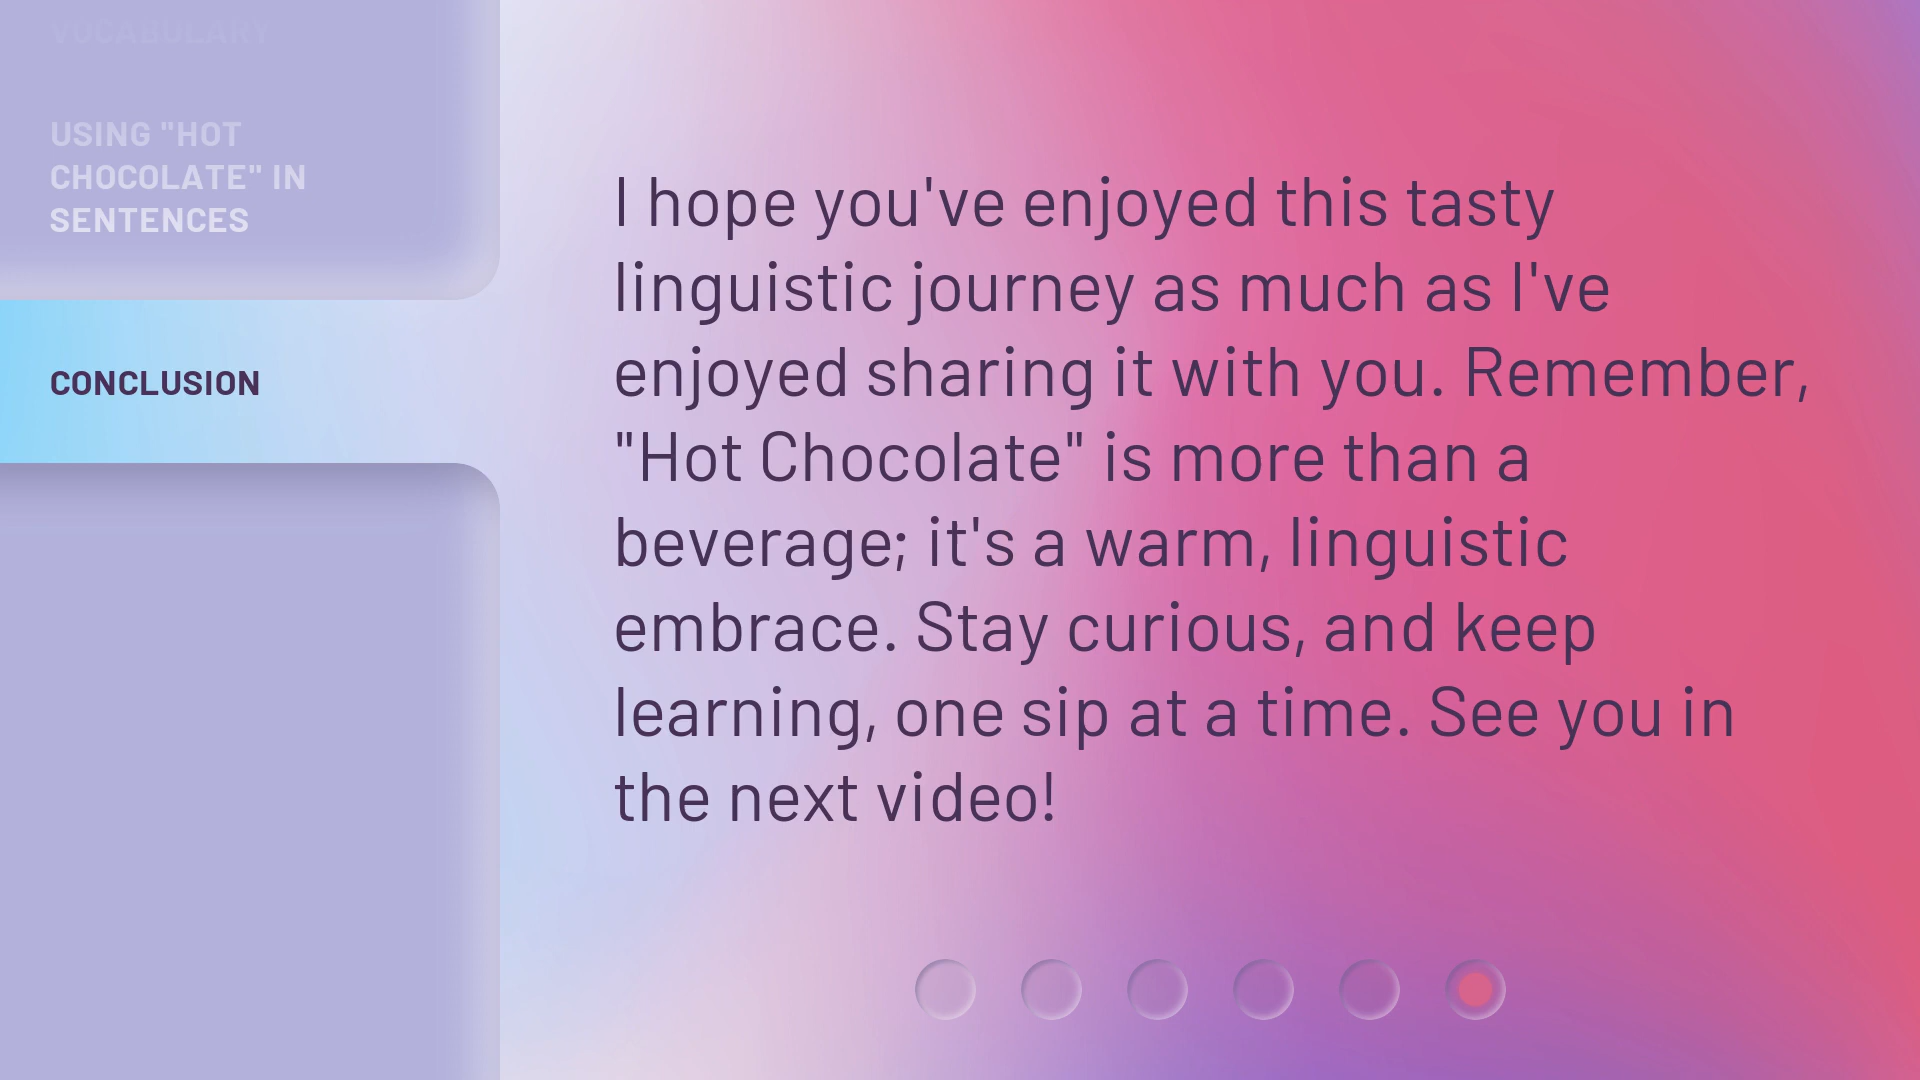 VOCABULARY
USING "HOT
CHOCOLATE" IN
SENTENCES
CONCLUSION
I hope you've enjoyed this tasty
linguistic journey as much as I've
enjoyed sharing it with you. Remember,
"Hot Chocolate" is more than a
beverage; it's a warm, linguistic
embrace. Stay curious, and keep
learning, one sip at a time. See you in
the next video!